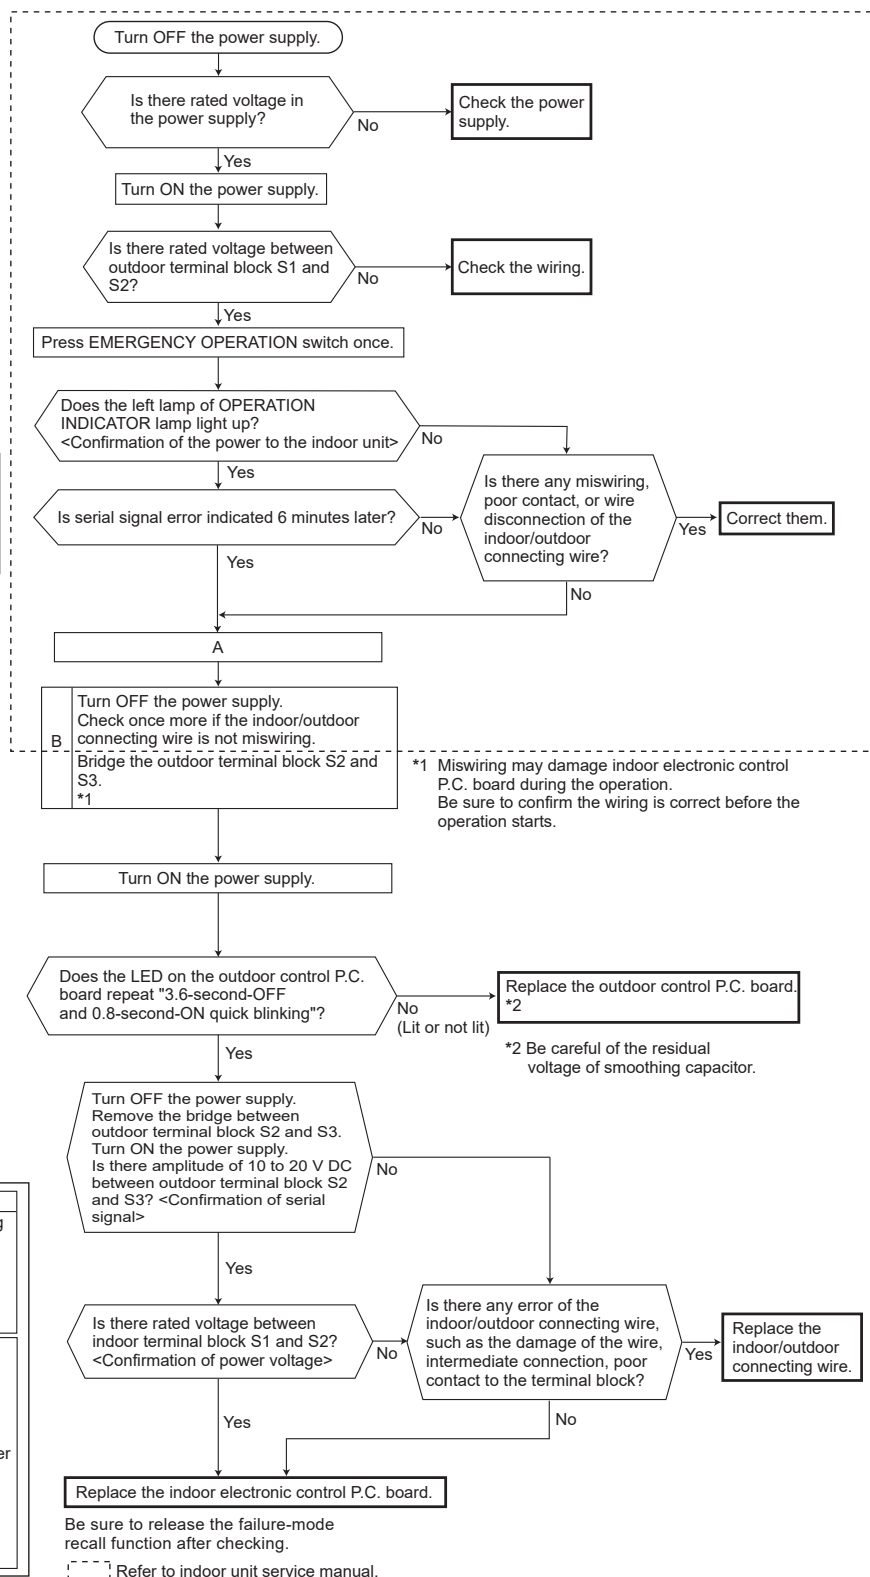 Turn OFF the power supply.
Is there rated voltage in
the power supply?
No
Check the power
supply.
Yes
Turn ON the power supply.
Is there rated voltage between
outdoor terminal block S1 and
S2?
No
Check the wiring.
Yes
Press EMERGENCY OPERATION switch once.
Does the left lamp of OPERATION
INDICATOR lamp light up?
<Confirmation of the power to the indoor unit>
No
Yes
Is serial signal error indicated 6 minutes later?
No
Is there any miswiring,
poor contact, or wire
disconnection of the
indoor/outdoor
connecting wire?
Yes
Correct them.
Yes
No
A
B
Turn OFF the power supply.
Check once more if the indoor/outdoor
connecting wire is not miswiring.
Bridge the outdoor terminal block S2 and
S3.
*1
*1 Miswiring may damage indoor electronic control
P.C. board during the operation.
Be sure to confirm the wiring is correct before the
operation starts.
Turn ON the power supply.
Does the LED on the outdoor control P.C.
board repeat "3.6-second-OFF
and 0.8-second-ON quick blinking"?
No
(Lit or not lit)
Replace the outdoor control P.C. board.
*2
*2 Be careful of the residual
voltage of smoothing capacitor.
Yes
Turn OFF the power supply.
Remove the bridge between
outdoor terminal block S2 and S3.
Turn ON the power supply.
Is there amplitude of 10 to 20 V DC
between outdoor terminal block S2
and S3? <Confirmation of serial
signal>
No
Yes
Is there rated voltage between
indoor terminal block S1 and S2?
<Confirmation of power voltage>
No
Is there any error of the
indoor/outdoor connecting wire,
such as the damage of the wire,
intermediate connection, poor
contact to the terminal block?
Yes
Replace the
indoor/outdoor
connecting wire.
Yes
No
Replace the indoor electronic control P.C. board.
Be sure to release the failure-mode
recall function after checking.
Refer to indoor unit service manual.